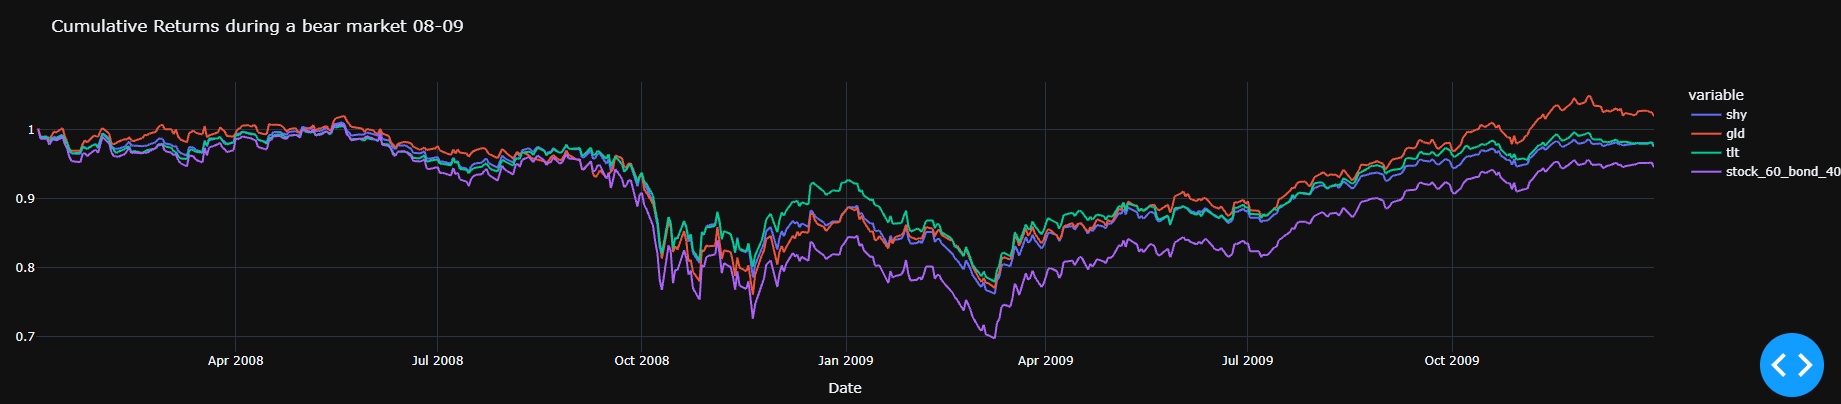 Cumulative Returns during a bear market 08-09
variable
shy
gld
tlt
stock_60_bond_40
1
0.9
0.8
0.7
Apr 2008
Jul 2008
Oct 2008
Jan 2009
Apr 2009
Jul 2009
Oct 2009
Date